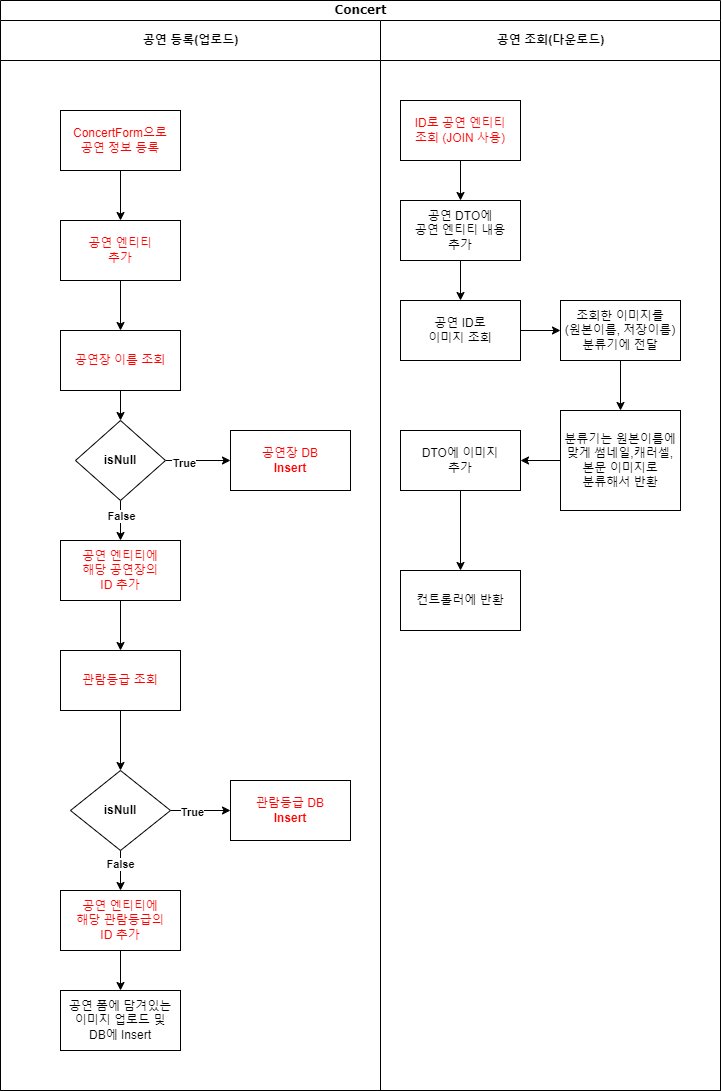 Concert
공연 등록(업로드)
ConcertForm으로
공연 정보 등록
공연 엔티티
추가
공연장 이름 조회
isNull
True
공연장 DB
Insert
False
공연 엔티티에
해당 공연장의
ID 추가
관람등급 조회
isNull
True
관람등급 DB
Insert
False
공연 엔티티에
해당 관람등급의
ID 추가
공연 폼에 담겨있는
이미지 업로드 및
DB에 Insert
공연 조회(다운로드)
ID로 공연 엔티티
조회 (JOIN 사용)
공연 DTO에
공연 엔티티 내용
추가
공연 ID로
이미지 조회
조회한 이미지를
(원본이름, 저장이름)
분류기에 전달
분류기는 원본이름에
맞게 썸네일,캐러셀,
본문 이미지로
분류해서 반환
DTO에 이미지
추가
컨트롤러에 반환